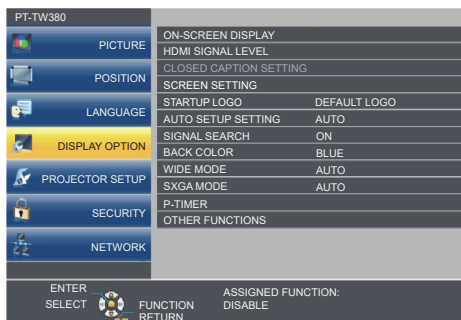 PT-TW380
PICTURE
POSITION
LANGUAGE
DISPLAY OPTION
PROJECTOR SETUP
SECURITY
NETWORK
ON-SCREEN DISPLAY
HDMI SIGNAL LEVEL
CLOSED CAPTION SETTING
SCREEN SETTING
STARTUP LOGO DEFAULT LOGO
AUTO SETUP SETTING AUTO
SIGNAL SEARCH ON
BACK COLOR BLUE
WIDE MODE AUTO
SXGA MODE AUTO
P-TIMER
OTHER FUNCTIONS
ENTER
SELECT
FUNCTION
RETURN
ASSIGNED FUNCTION:
DISABLE